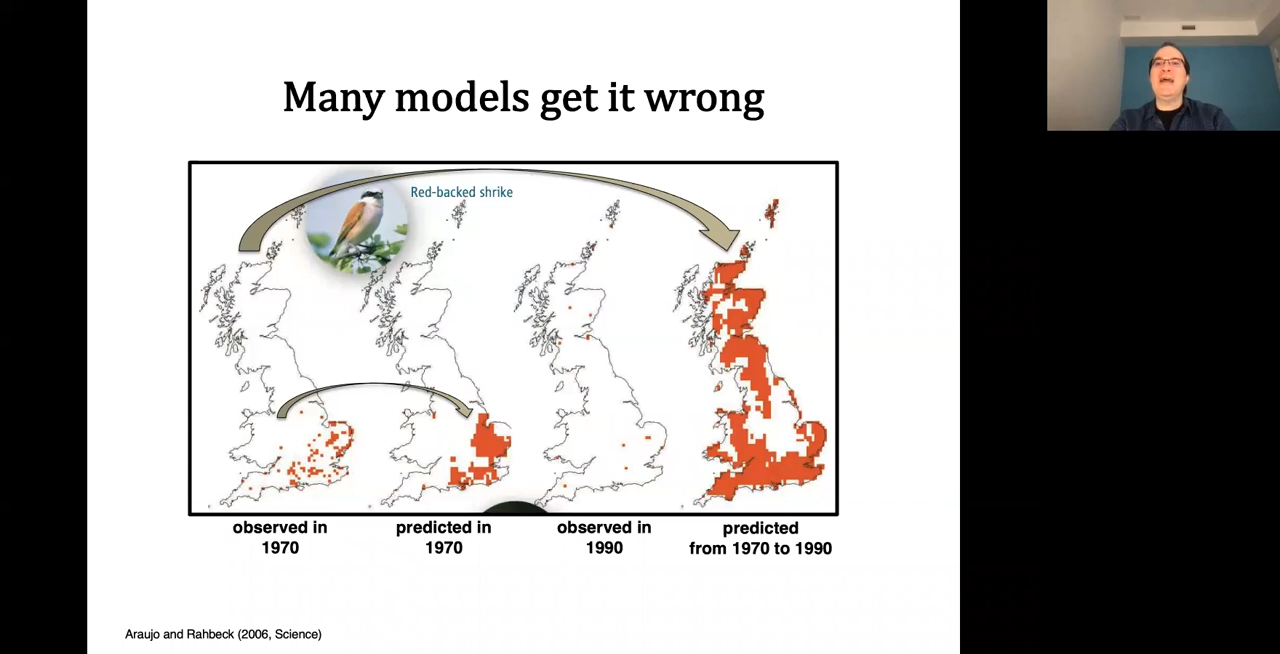 Many models get it wrong
Red-backed shrike
observed in
1970
predicted in
1970
observed in
1990
predicted
from 1970 to 1990
Araujo and Rahbeck (2006, Science)